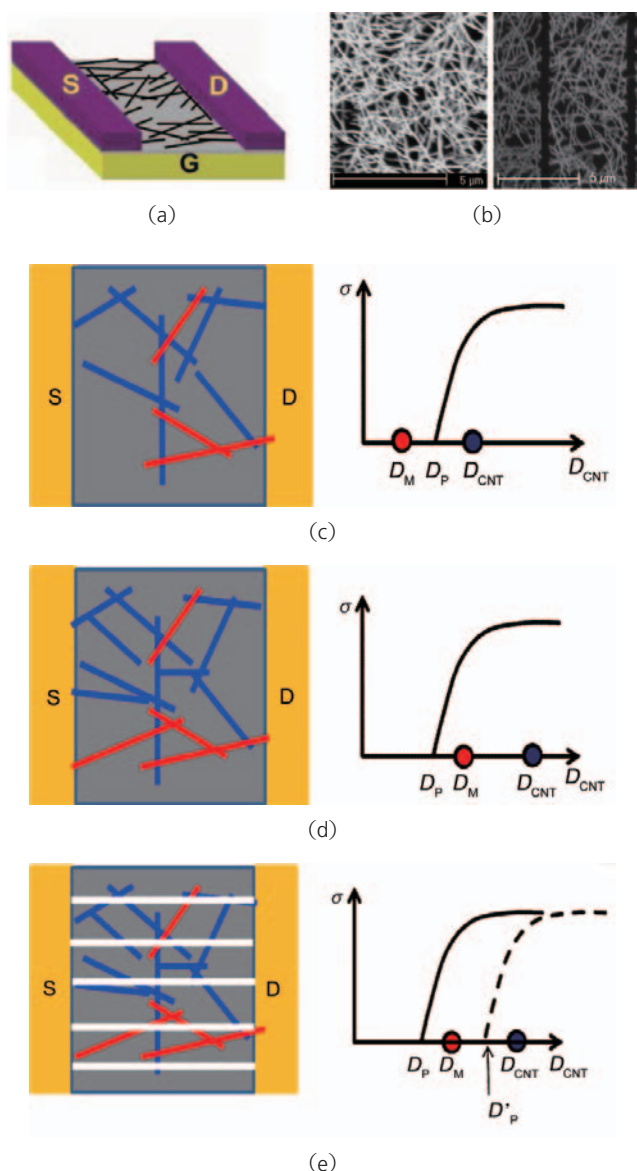 S D
G
5 μm 5 μm
(a) (b)
S D
σ
D_M D_P D_CNT D_CNT
(c)
S D
σ
D_P D_M D_CNT D_CNT
(d)
S D
σ
D_P D_M D_CNT D_CNT
D'_P
(e)